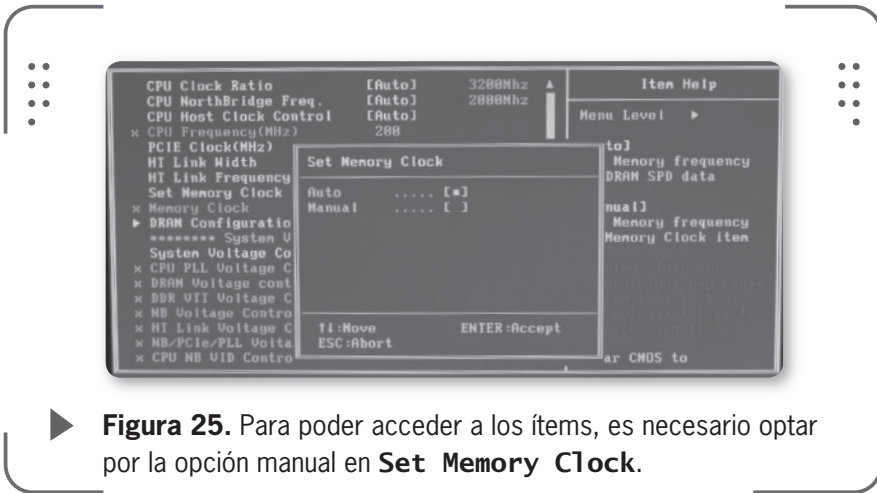 CPU Clock Ratio [Auto] 3200Mhz
CPU NorthBridge Freq. [Auto] 2000Mhz
CPU Host Clock Control [Auto]
x CPU Frequency(MHz) 200
PCIE Clock(MHz)
HT Link Width
HT Link Frequency
Set Memory Clock
x Memory Clock
▶ DRAM Configuratio
******** System V
System Voltage Co
x CPU PLL Voltage C
x DRAM Voltage cont
x DDR VTT Voltage C
x NB Voltage Contro
x HT Link Voltage C
x NB/PCIe/PLL Volta
x CPU NB VID Contro
Set Memory Clock
Auto ..... [▪]
Manual ..... [ ]
↑↓:Move ENTER:Accept
ESC:Abort
Item Help
Menu Level ▶
to]
Memory frequency
DRAM SPD data
nual]
Memory frequency
Memory Clock item
ar CMOS to
Figura 25. Para poder acceder a los ítems, es necesario optar
por la opción manual en Set Memory Clock.